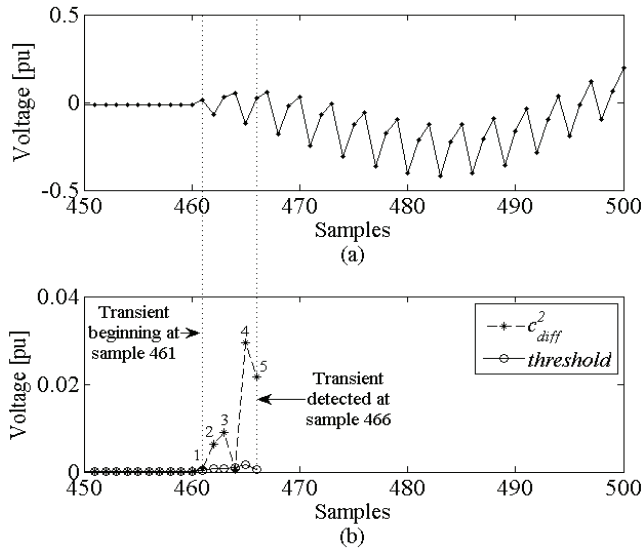 0.5
0
-0.5
Voltage [pu]
450 460 470 480 490 500
Samples
(a)
0.04
0.02
0
Voltage [pu]
Transient
beginning at
sample 461
1
2
3
4
5
Transient
detected at
sample 466
c²diff
threshold
450 460 470 480 490 500
Samples
(b)